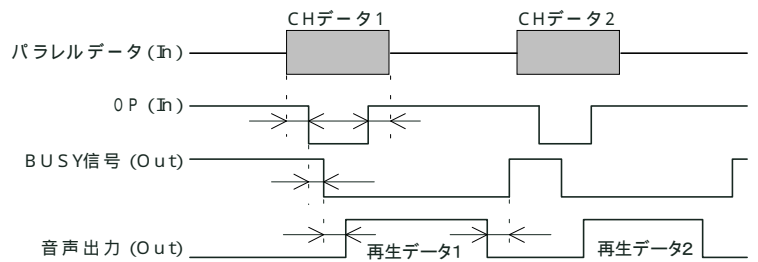 CHデータ1 CHデータ2
パラレルデータ(In)
OP (In)
BUSY信号 (Out)
音声出力 (Out) 再生データ1 再生データ2